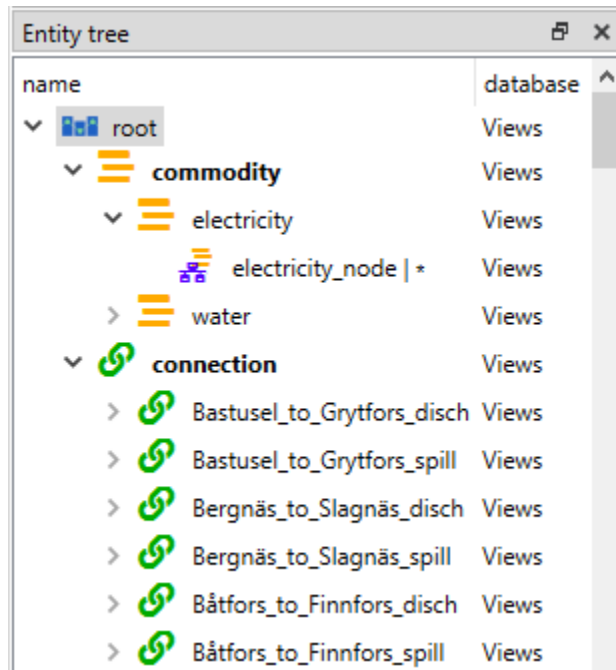 Entity tree
name database
root Views
commodity Views
electricity Views
electricity_node | * Views
water Views
connection Views
Bastusel_to_Grytfors_disch Views
Bastusel_to_Grytfors_spill Views
Bergnäs_to_Slagnäs_disch Views
Bergnäs_to_Slagnäs_spill Views
Båtfors_to_Finnfors_disch Views
Båtfors_to_Finnfors_spill Views